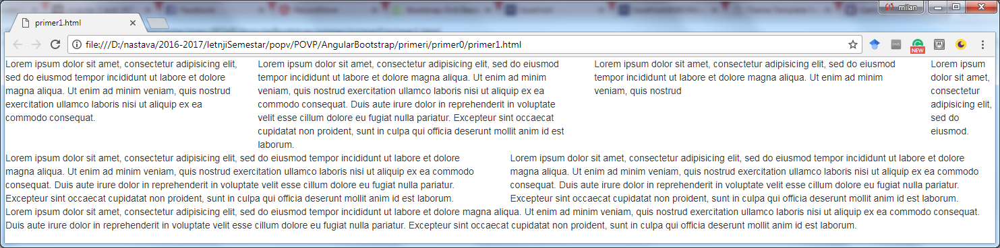 milan
primer1.html
file:///D:/nastava/2016-2017/letnjiSemestar/popv/POVP/AngularBootstrap/primeri/primer0/primer1.html
NEW
Lorem ipsum dolor sit amet, consectetur adipisicing elit,
sed do eiusmod tempor incididunt ut labore et dolore
magna aliqua. Ut enim ad minim veniam, quis nostrud
exercitation ullamco laboris nisi ut aliquip ex ea
commodo consequat.
Lorem ipsum dolor sit amet, consectetur adipisicing elit, sed do eiusmod
tempor incididunt ut labore et dolore magna aliqua. Ut enim ad minim
veniam, quis nostrud exercitation ullamco laboris nisi ut aliquip ex ea
commodo consequat. Duis aute irure dolor in reprehenderit in voluptate
velit esse cillum dolore eu fugiat nulla pariatur. Excepteur sint occaecat
cupidatat non proident, sunt in culpa qui officia deserunt mollit anim id est
laborum.
Lorem ipsum dolor sit amet, consectetur adipisicing elit, sed do eiusmod
tempor incididunt ut labore et dolore magna aliqua. Ut enim ad minim
veniam, quis nostrud
Lorem ipsum
dolor sit amet,
consectetur
adipisicing elit,
sed do
eiusmod.
Lorem ipsum dolor sit amet, consectetur adipisicing elit, sed do eiusmod tempor incididunt ut labore et dolore
magna aliqua. Ut enim ad minim veniam, quis nostrud exercitation ullamco laboris nisi ut aliquip ex ea commodo
consequat. Duis aute irure dolor in reprehenderit in voluptate velit esse cillum dolore eu fugiat nulla pariatur.
Excepteur sint occaecat cupidatat non proident, sunt in culpa qui officia deserunt mollit anim id est laborum.
Lorem ipsum dolor sit amet, consectetur adipisicing elit, sed do eiusmod tempor incididunt ut labore et dolore
magna aliqua. Ut enim ad minim veniam, quis nostrud exercitation ullamco laboris nisi ut aliquip ex ea commodo
consequat. Duis aute irure dolor in reprehenderit in voluptate velit esse cillum dolore eu fugiat nulla pariatur.
Excepteur sint occaecat cupidatat non proident, sunt in culpa qui officia deserunt mollit anim id est laborum.
Lorem ipsum dolor sit amet, consectetur adipisicing elit, sed do eiusmod tempor incididunt ut labore et dolore magna aliqua. Ut enim ad minim veniam, quis nostrud exercitation ullamco laboris nisi ut aliquip ex ea commodo consequat.
Duis aute irure dolor in reprehenderit in voluptate velit esse cillum dolore eu fugiat nulla pariatur. Excepteur sint occaecat cupidatat non proident, sunt in culpa qui officia deserunt mollit anim id est laborum.